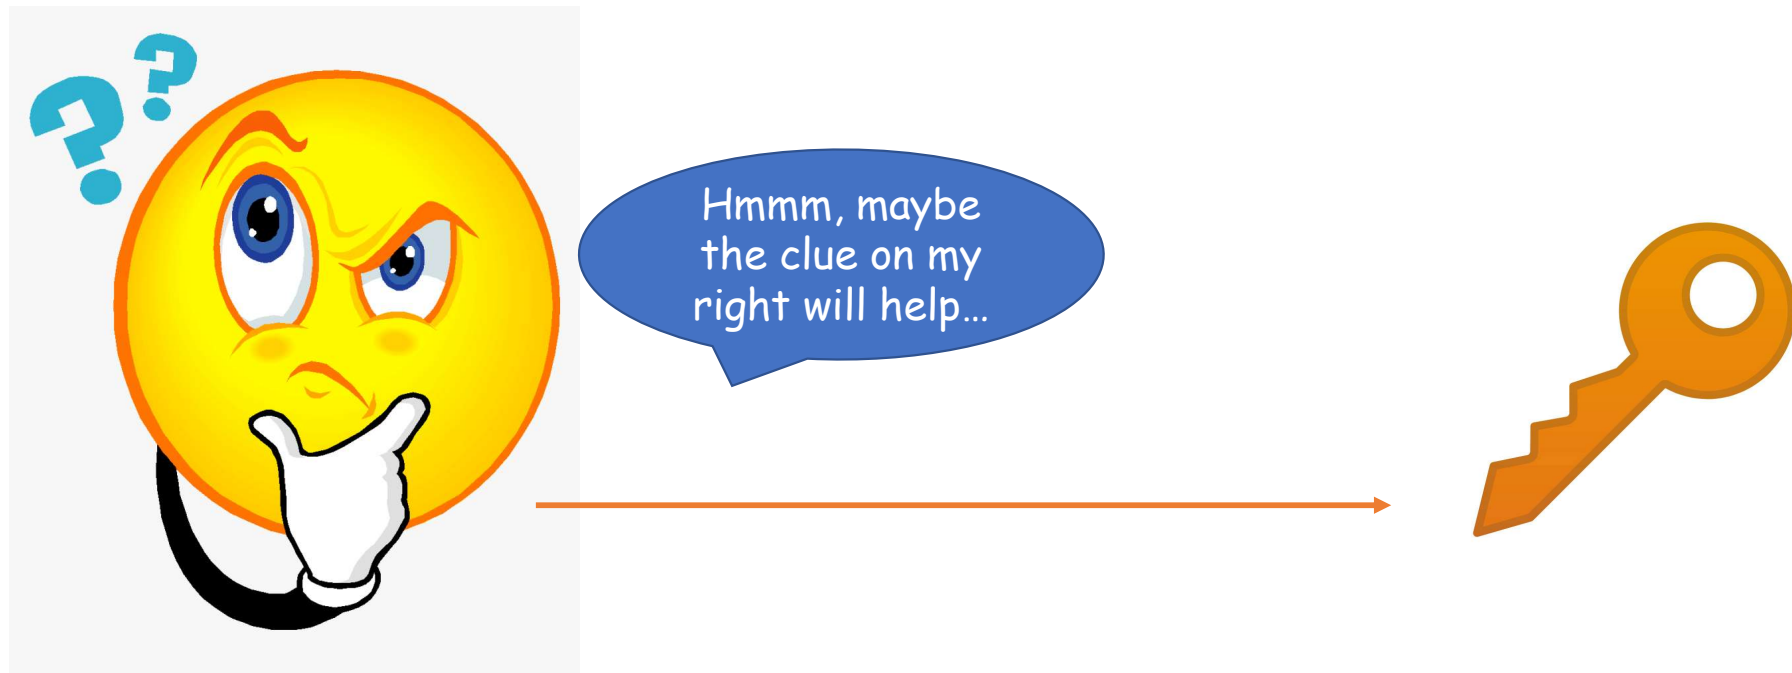 ?
?
Hmmm, maybe
the clue on my
right will help...